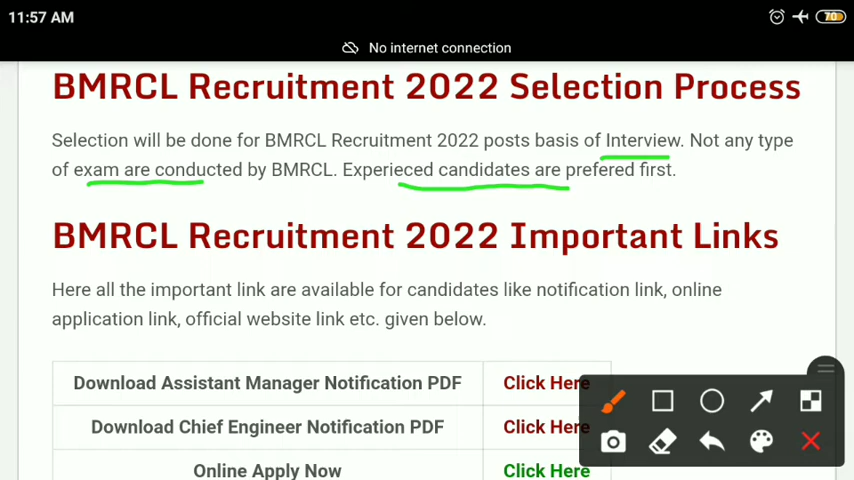 11:57 AM
70
No internet connection
BMRCL Recruitment 2022 Selection Process
Selection will be done for BMRCL Recruitment 2022 posts basis of Interview. Not any type
of exam are conducted by BMRCL. Experieced candidates are prefered first.
BMRCL Recruitment 2022 Important Links
Here all the important link are available for candidates like notification link, online
application link, official website link etc. given below.
Download Assistant Manager Notification PDF Click Here
Download Chief Engineer Notification PDF Click Here
Online Apply Now Click Here